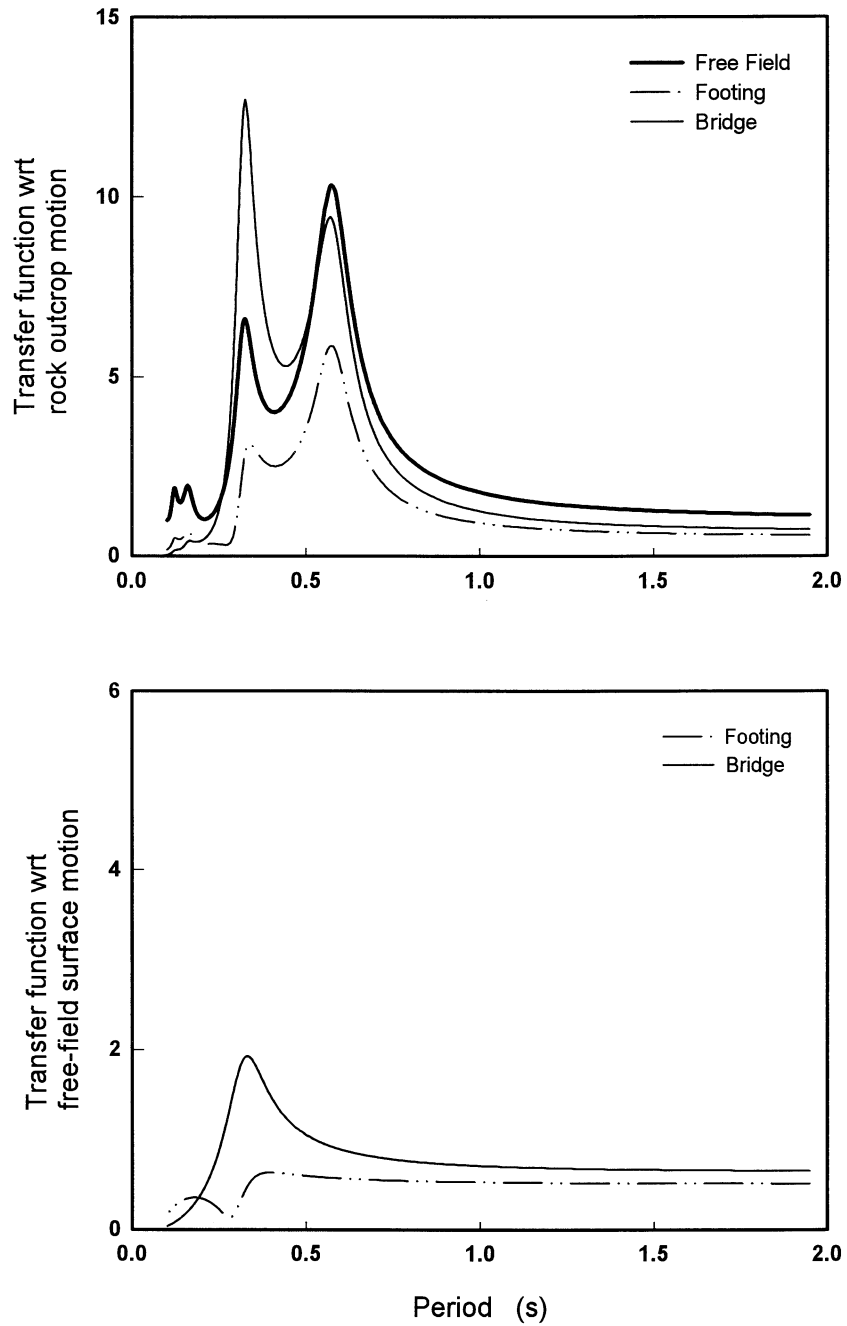 15
10
5
0
0.0
0.5
1.0
1.5
2.0
Transfer function wrt
rock outcrop motion
Free Field
Footing
Bridge
6
4
2
0
0.0
0.5
1.0
1.5
2.0
Transfer function wrt
free-field surface motion
Footing
Bridge
Period (s)